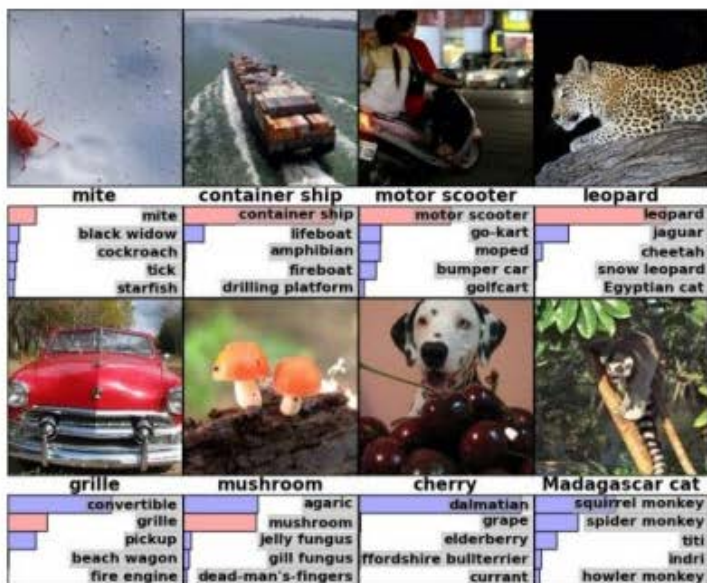 mite
container ship
motor scooter
leopard
mite
black widow
cockroach
tick
starfish
container ship
lifeboat
amphibian
fireboat
drilling platform
motor scooter
go-kart
moped
bumper car
golfcart
leopard
jaguar
cheetah
snow leopard
Egyptian cat
grille
mushroom
cherry
Madagascar cat
convertible
grille
pickup
beach wagon
fire engine
agaric
mushroom
jelly fungus
gill fungus
dead-man's-fingers
dalmatian
grape
elderberry
ffordshire bullterrier
currant
squirrel monkey
spider monkey
titi
indri
howler monkey